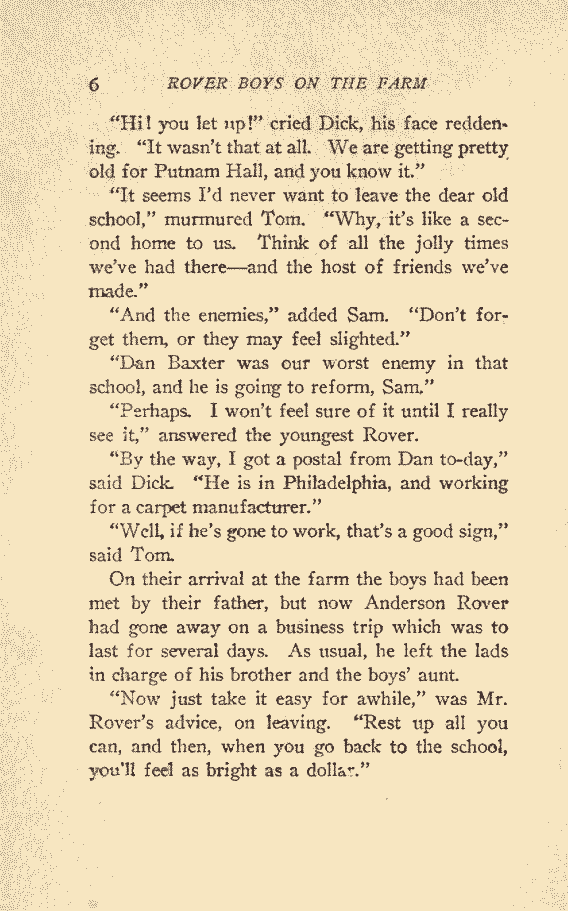 6 ROVER BOYS ON THE FARM
“Hi! you let up!” cried Dick, his face redden-
ing. “It wasn’t that at all. We are getting pretty
old for Putnam Hall, and you know it.”
“It seems I’d never want to leave the dear old
school,” murmured Tom. “Why, it’s like a sec-
ond home to us. Think of all the jolly times
we’ve had there—and the host of friends we’ve
made.”
“And the enemies,” added Sam. “Don’t for-
get them, or they may feel slighted.”
“Dan Baxter was our worst enemy in that
school, and he is going to reform, Sam.”
“Perhaps. I won’t feel sure of it until I really
see it,” answered the youngest Rover.
“By the way, I got a postal from Dan to-day,”
said Dick. “He is in Philadelphia, and working
for a carpet manufacturer.”
“Well, if he’s gone to work, that’s a good sign,”
said Tom.
On their arrival at the farm the boys had been
met by their father, but now Anderson Rover
had gone away on a business trip which was to
last for several days. As usual, he left the lads
in charge of his brother and the boys’ aunt.
“Now just take it easy for awhile,” was Mr.
Rover’s advice, on leaving. “Rest up all you
can, and then, when you go back to the school,
you’ll feel as bright as a dollar.”